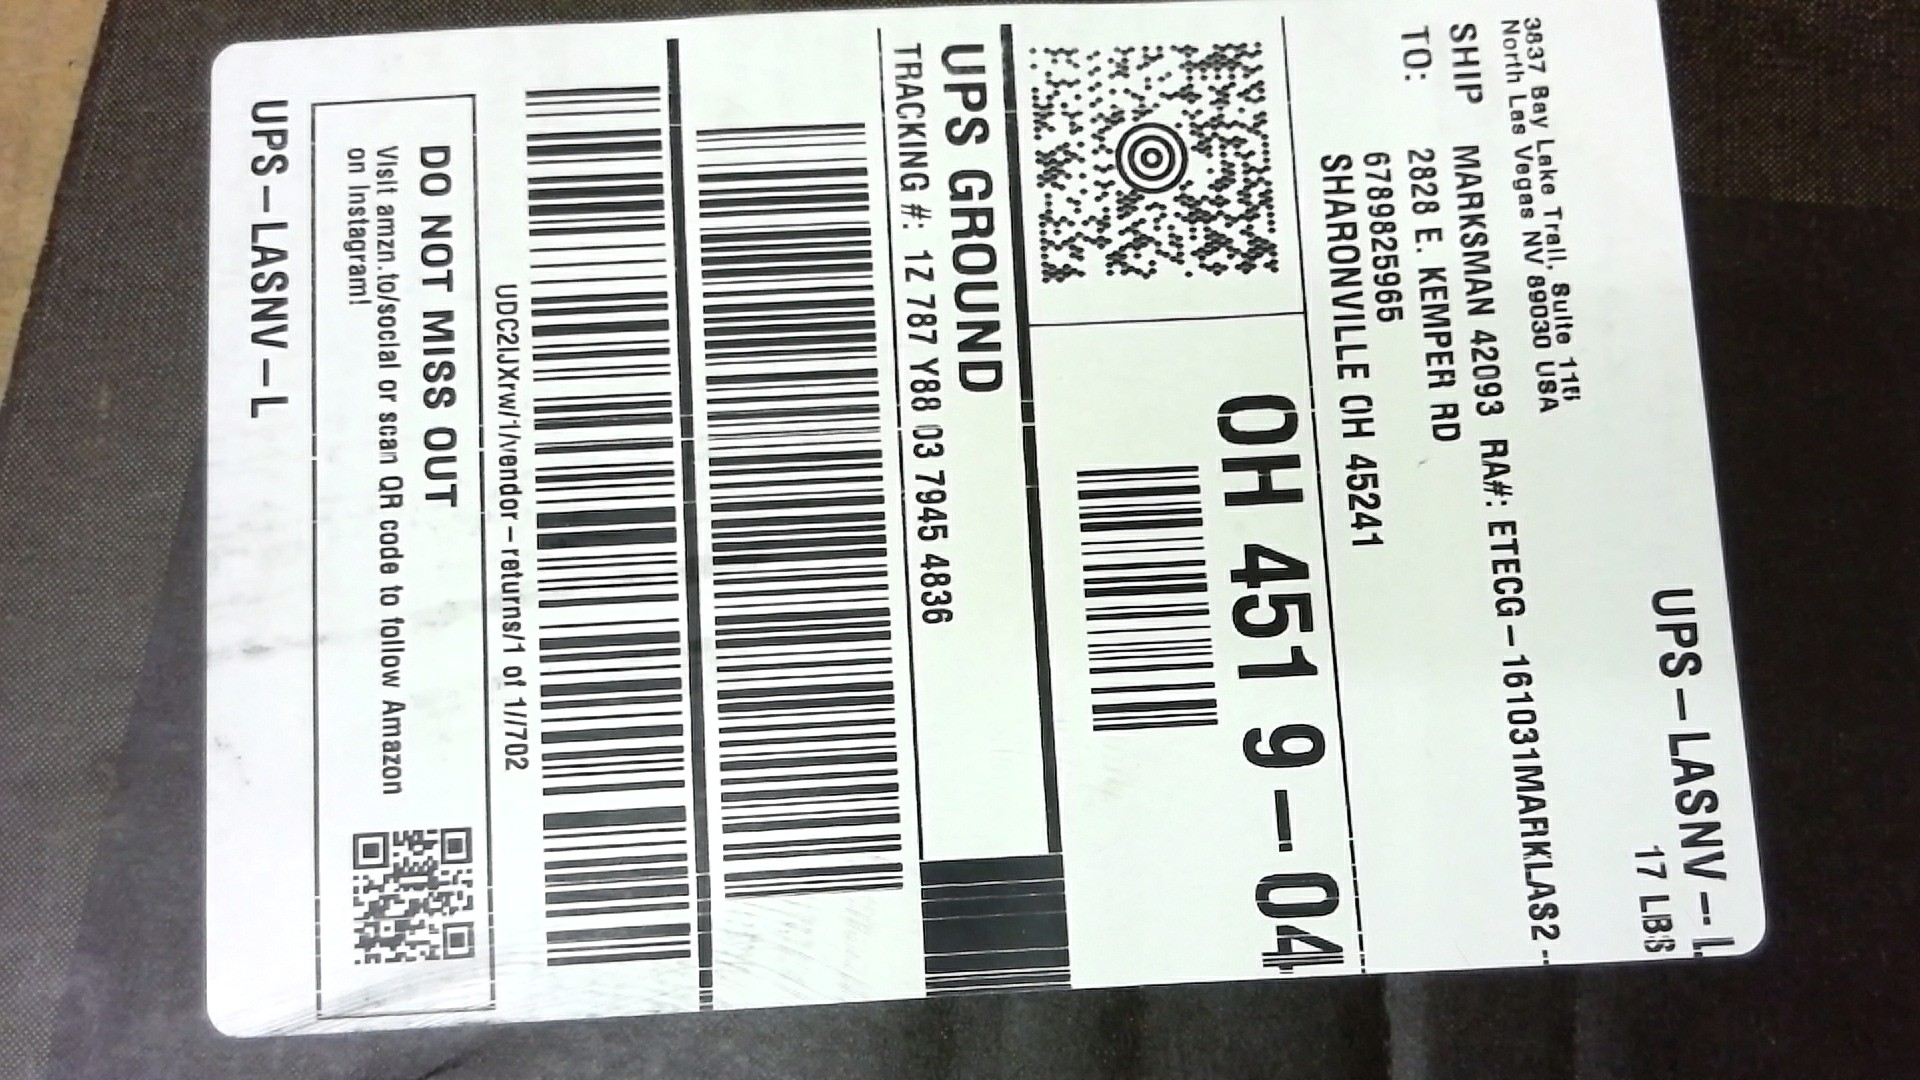 UPS-LASNV-L
17 LBS
3837 Bay Lake Trail, Suite 115
North Las Vegas NV 89030 USA
SHIP MARKSMAN 42093 RA#: ETECG-161031MARKLAS2-
TO: 2828 E. KEMPER RD
6789825965
SHARONVILLE OH 45241
OH 451 9-04
UPS GROUND
TRACKING #: 1Z 787 Y88 03 7945 4836
UDC2IJXrw/1/vendor-returns/1 of 1//702
DO NOT MISS OUT
Visit amzn.to/social or scan QR code to follow Amazon
on Instagram!
UPS-LASNV-L